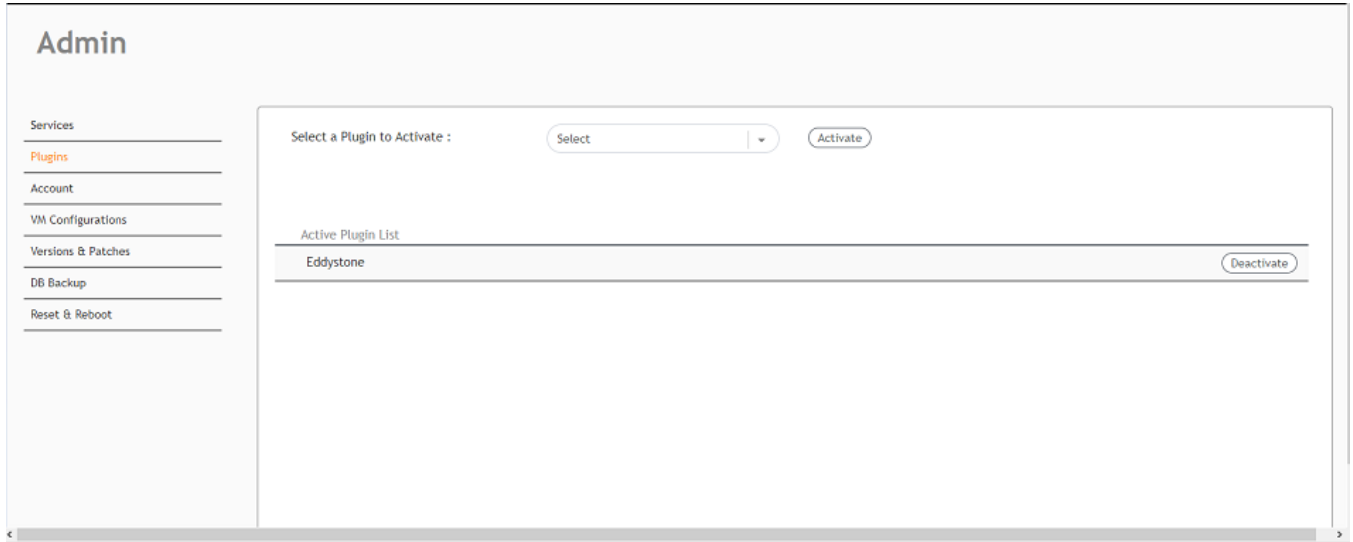 Admin
Services
Plugins
Account
VM Configurations
Versions & Patches
DB Backup
Reset & Reboot
Select a Plugin to Activate : Select Activate
Active Plugin List
Eddystone Deactivate